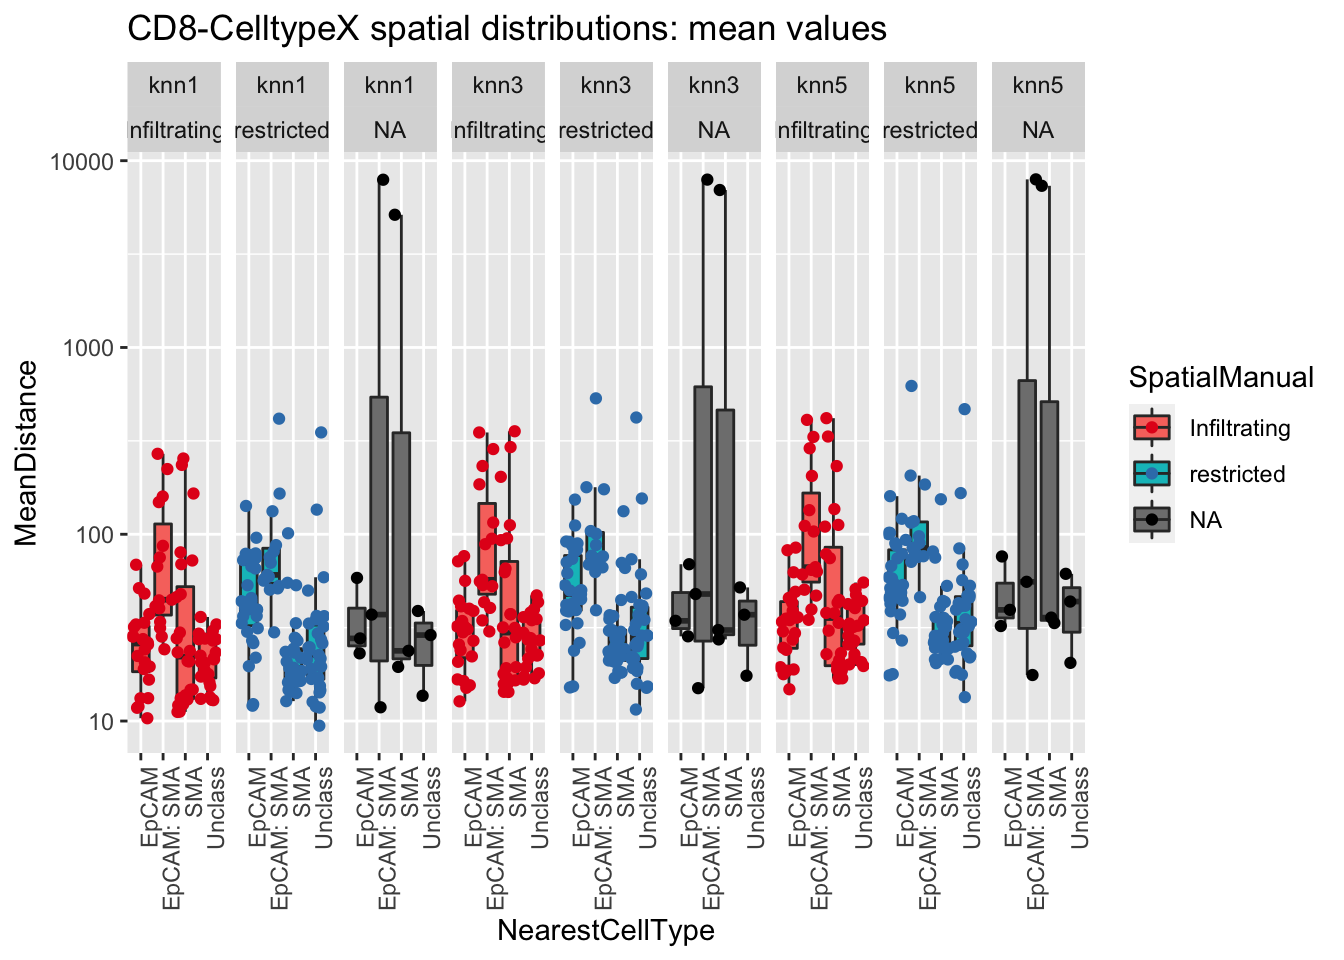 CD8-CelltypeX spatial distributions: mean values
knn1 knn1 knn1 knn3 knn3 knn3 knn5 knn5 knn5
nfiltrating restricted NA nfiltrating restricted NA nfiltrating restricted NA
10000
1000
100
10
MeanDistance
EpCAM EpCAM: SMA SMA Unclass EpCAM EpCAM: SMA SMA Unclass EpCAM EpCAM: SMA SMA Unclass EpCAM EpCAM: SMA SMA Unclass EpCAM EpCAM: SMA SMA Unclass EpCAM EpCAM: SMA SMA Unclass EpCAM EpCAM: SMA SMA Unclass EpCAM EpCAM: SMA SMA Unclass EpCAM EpCAM: SMA SMA Unclass
NearestCellType
SpatialManual
Infiltrating
restricted
NA